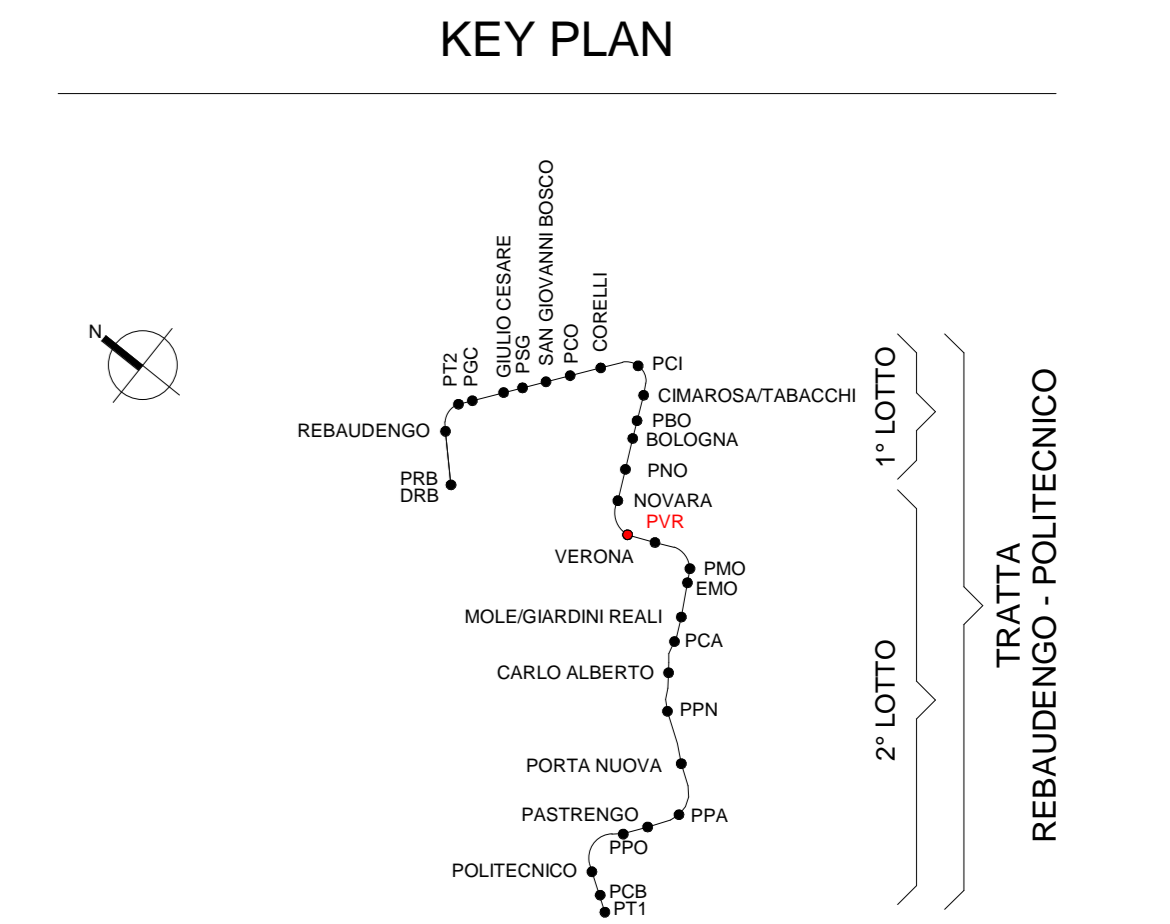 KEY PLAN
N
PT2
PGC
GIULIO CESARE
PSG
SAN GIOVANNI BOSCO
PCO
CORELLI
PCI
CIMAROSA/TABACCHI
PBO
REBAUDENGO
BOLOGNA
PNO
PRB
DRB
NOVARA
PVR
VERONA
PMO
EMO
MOLE/GIARDINI REALI
PCA
CARLO ALBERTO
PPN
PORTA NUOVA
PASTRENGO
PPA
PPO
POLITECNICO
PCB
PT1
1° LOTTO
2° LOTTO
TRATTA
REBAUDENGO - POLITECNICO